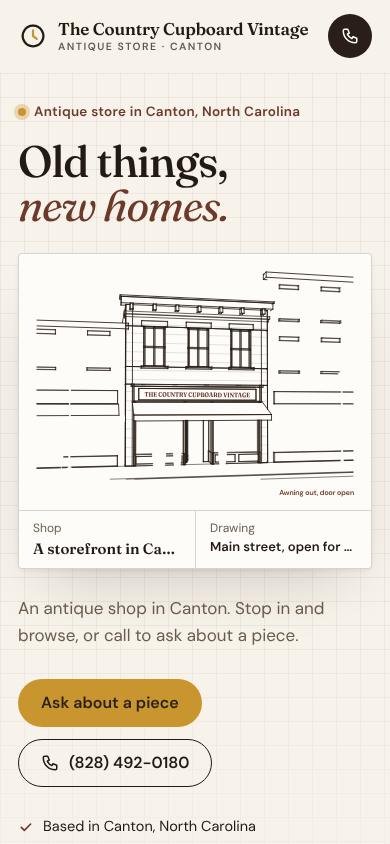 The Country Cupboard Vintage
ANTIQUE STORE · CANTON
Antique store in Canton, North Carolina
Old things,
new homes.
THE COUNTRY CUPBOARD VINTAGE
Awning out, door open
Shop
A storefront in Ca...
Drawing
Main street, open for ...
An antique shop in Canton. Stop in and
browse, or call to ask about a piece.
Ask about a piece
(828) 492-0180
Based in Canton, North Carolina